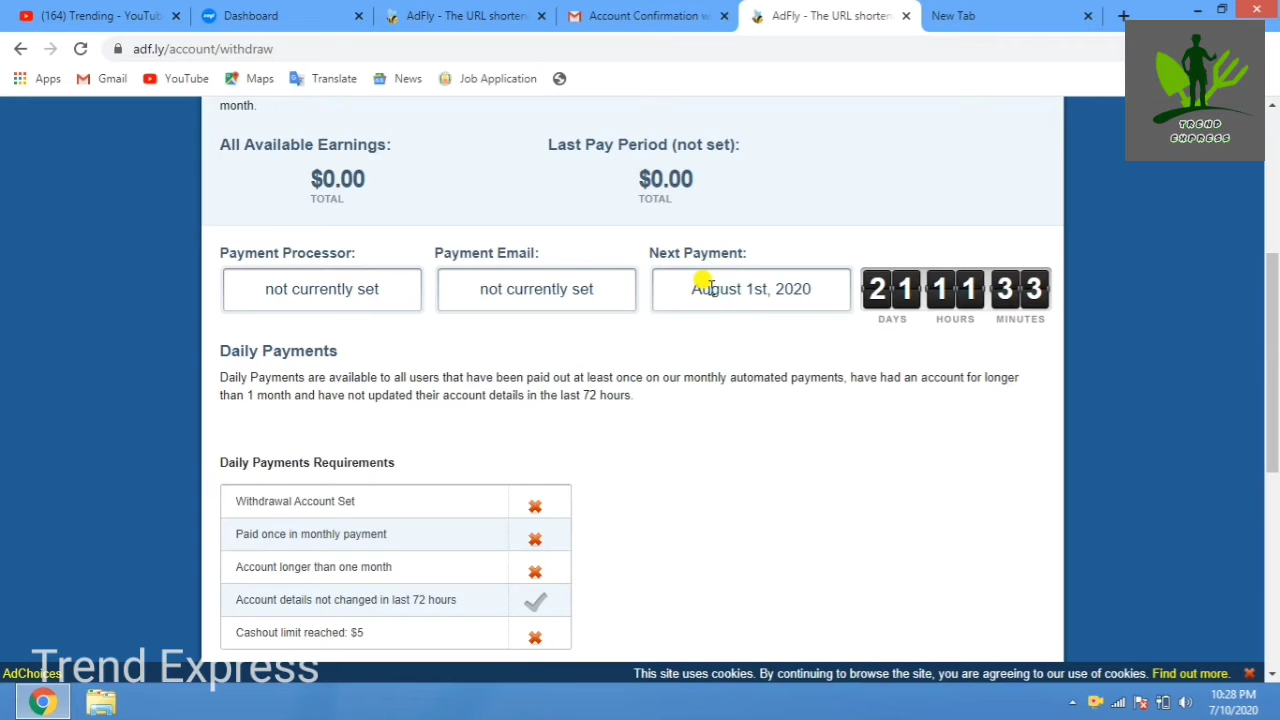 (164) Trending - YouTub
Dashboard
AdFly - The URL shorten
Account Confirmation w
AdFly - The URL shorten
New Tab
adf.ly/account/withdraw
Apps
Gmail
YouTube
Maps
Translate
News
Job Application
TREND
EXPRESS
month.
All Available Earnings:
Last Pay Period (not set):
$0.00
$0.00
TOTAL
TOTAL
Payment Processor:
Payment Email:
Next Payment:
not currently set
not currently set
August 1st, 2020
21 11 33
DAYS HOURS MINUTES
Daily Payments
Daily Payments are available to all users that have been paid out at least once on our monthly automated payments, have had an account for longer
than 1 month and have not updated their account details in the last 72 hours.
Daily Payments Requirements
Withdrawal Account Set
Paid once in monthly payment
Account longer than one month
Account details not changed in last 72 hours
Cashout limit reached: $5
Trend Express
AdChoices
This site uses cookies. By continuing to browse the site, you are agreeing to our use of cookies. Find out more.
10:28 PM
7/10/2020